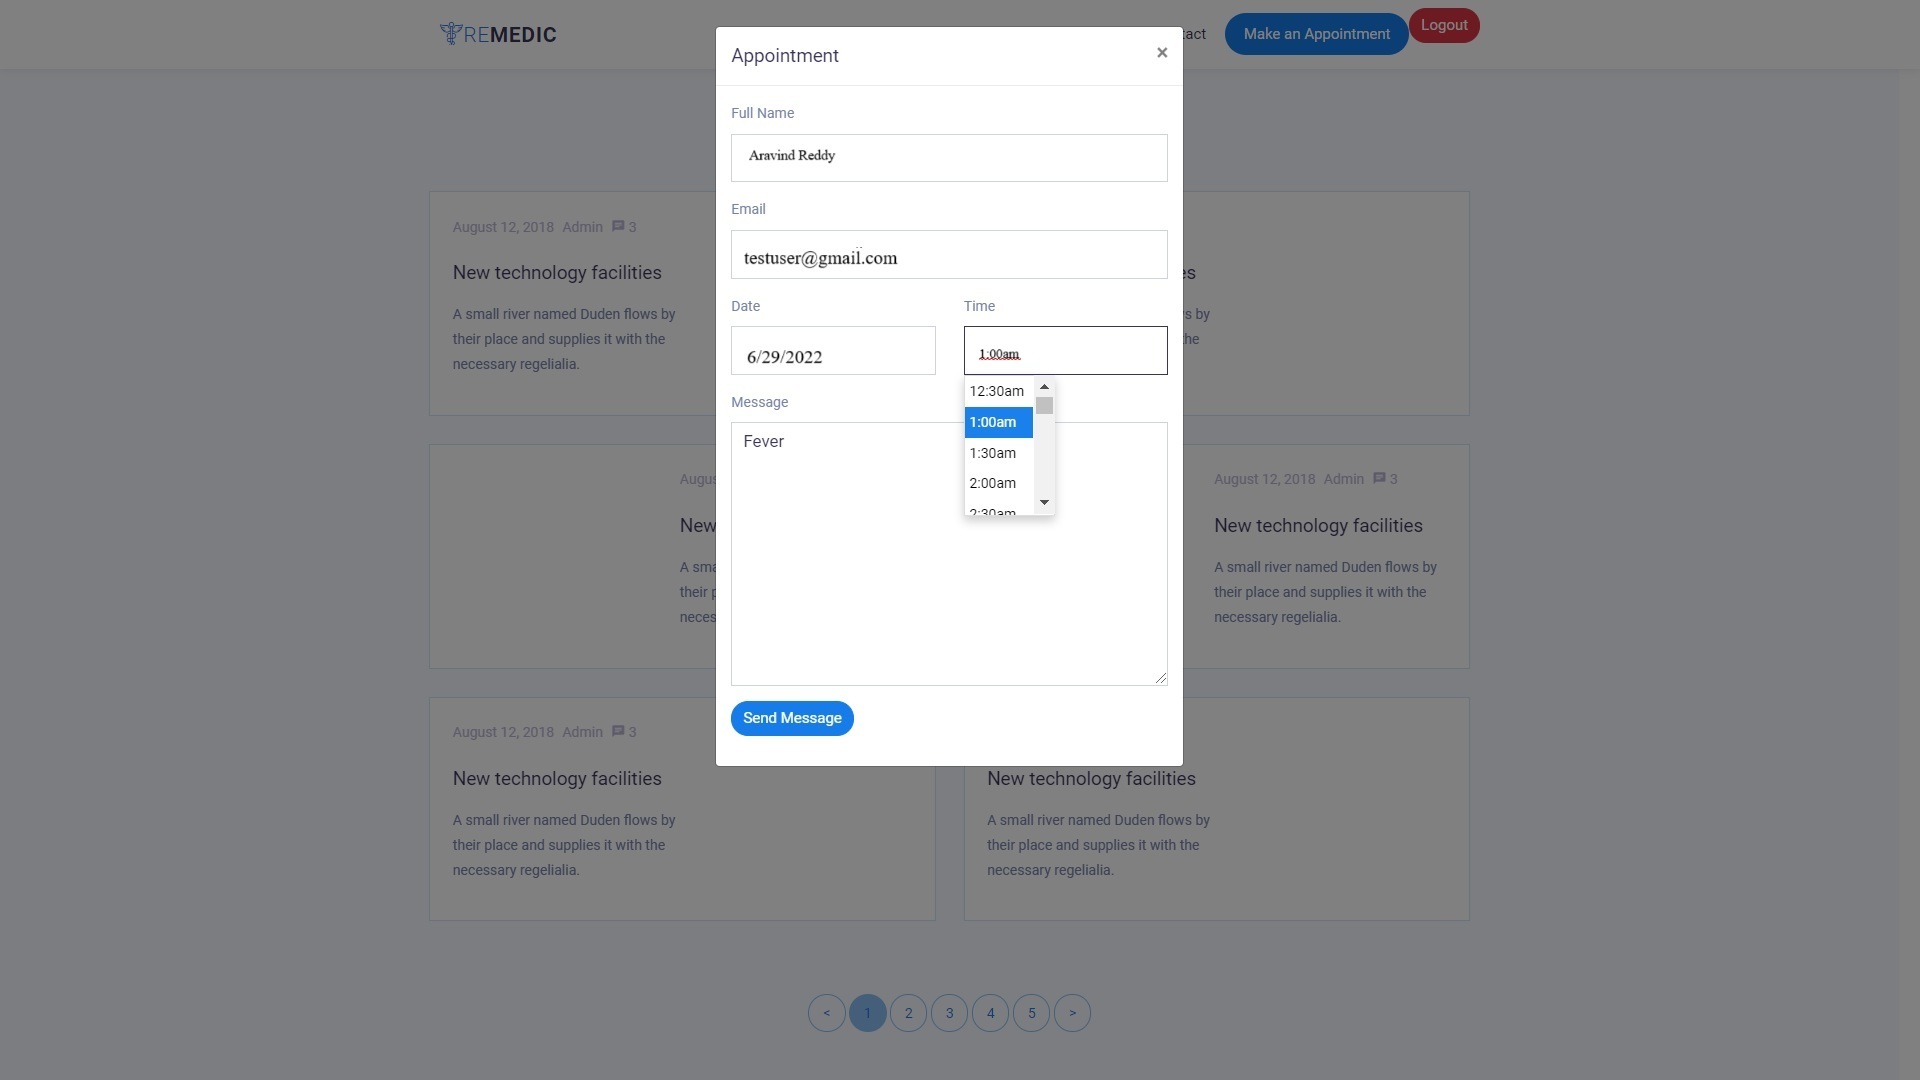 REMEDIC
tact
Make an Appointment
Logout
Appointment
×
Full Name
Aravind Reddy
Email
testuser@gmail.com
Date
Time
6/29/2022
1:00am
12:30am
1:00am
1:30am
2:00am
2:30am
Message
Fever
Send Message
August 12, 2018 Admin 3
New technology facilities
A small river named Duden flows by
their place and supplies it with the
necessary regelialia.
es
s by
the
Augus
New
A sma
their p
neces
August 12, 2018 Admin 3
New technology facilities
A small river named Duden flows by
their place and supplies it with the
necessary regelialia.
August 12, 2018 Admin 3
New technology facilities
A small river named Duden flows by
their place and supplies it with the
necessary regelialia.
New technology facilities
A small river named Duden flows by
their place and supplies it with the
necessary regelialia.
< 1 2 3 4 5 >